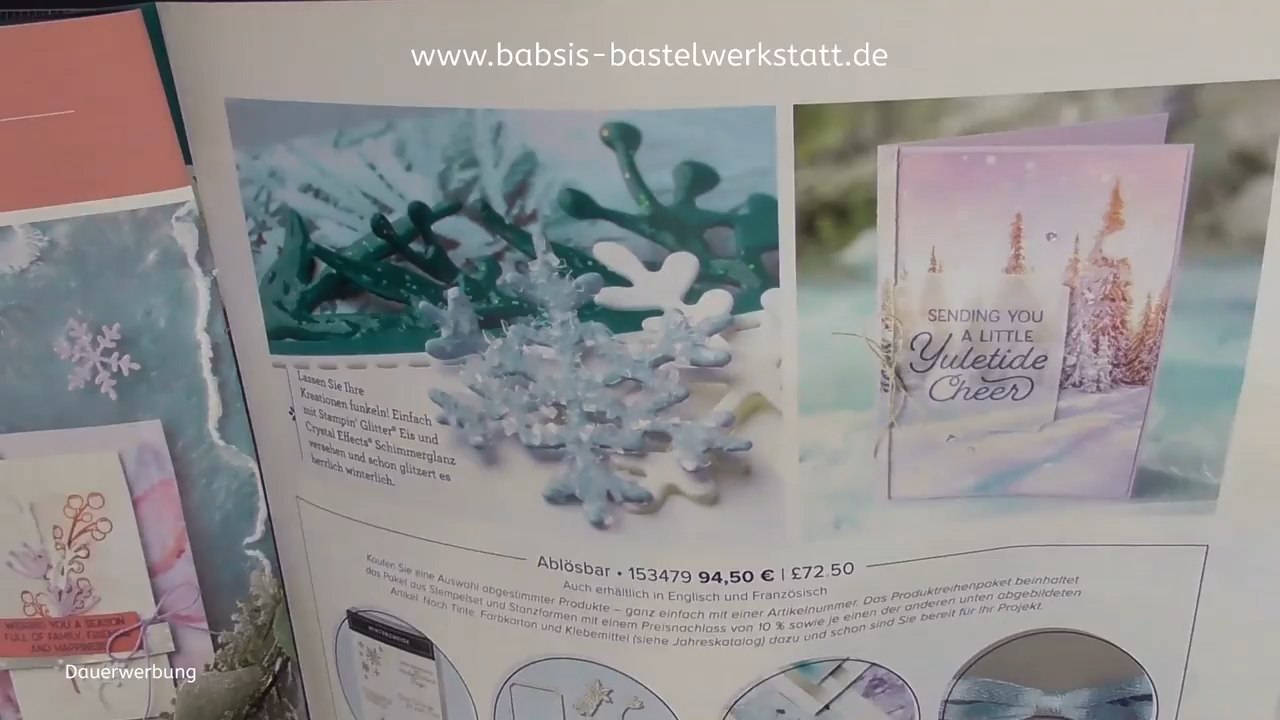 www.babsis-bastelwerkstatt.de
SENDING YOU
A LITTLE
Yuletide
Cheer
Lassen Sie Ihre
Kreationen funkeln! Einfach
mit Stampin' Glitter® Eis und
Crystal Effects® Schimmerglanz
versehen und schon glitzert es
herrlich winterlich.
WISHING YOU A SEASON
FULL OF FAMILY, FRIENDS
AND HAPPINESS
Ablösbar • 153479 94,50 € | £72.50
Auch erhältlich in Englisch und Französisch
Kaufen Sie eine Auswahl abgestimmter Produkte – ganz einfach mit einer Artikelnummer. Das Produktreihenpaket beinhaltet
das Paket aus Stempelset und Stanzformen mit einem Preisnachlass von 10 % sowie je einen der anderen unten abgebildeten
Artikel. Noch Tinte, Farbkarton und Klebemittel (siehe Jahreskatalog) dazu und schon sind Sie bereit für Ihr Projekt.
WINTERZWEIGE
Dauerwerbung